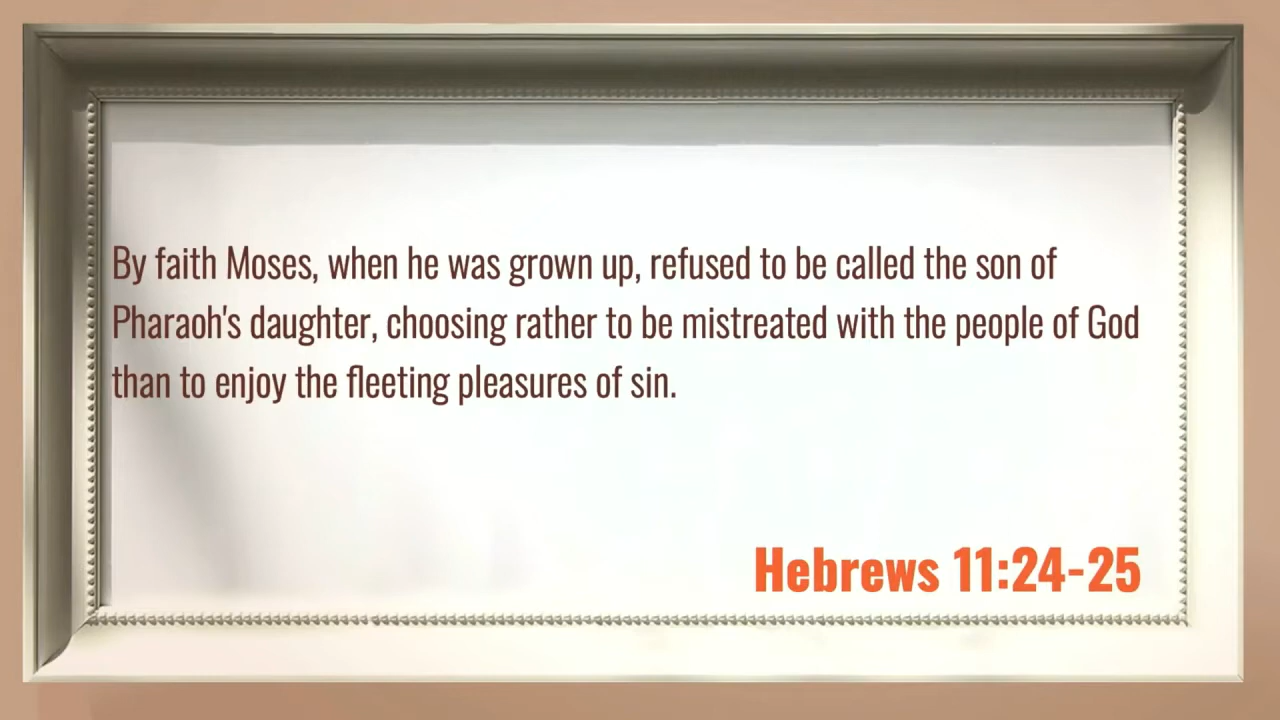 By faith Moses, when he was grown up, refused to be called the son of
Pharaoh's daughter, choosing rather to be mistreated with the people of God
than to enjoy the fleeting pleasures of sin.
Hebrews 11:24-25